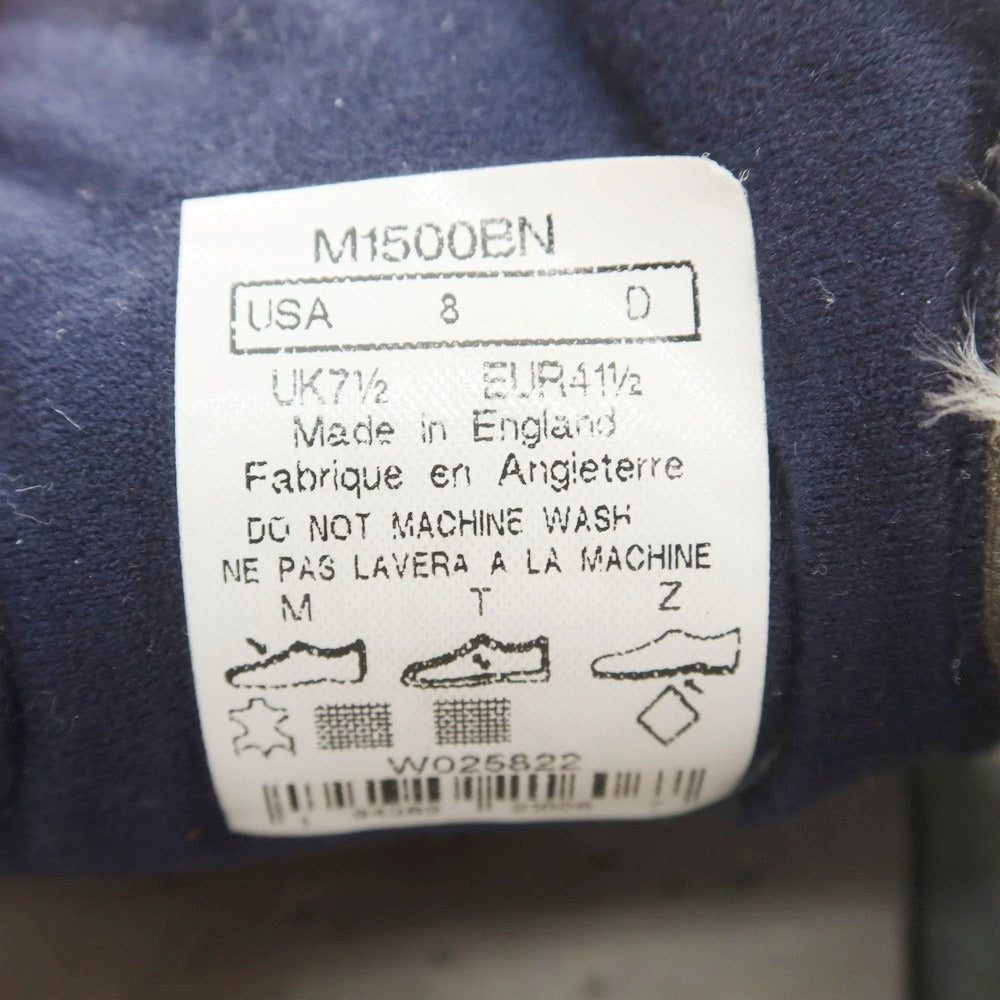 M1500BN
USA 8 D
UK7½ EUR41½
Made in England
Fabrique en Angleterre
DO NOT MACHINE WASH
NE PAS LAVERA A LA MACHINE
M T Z
W025822